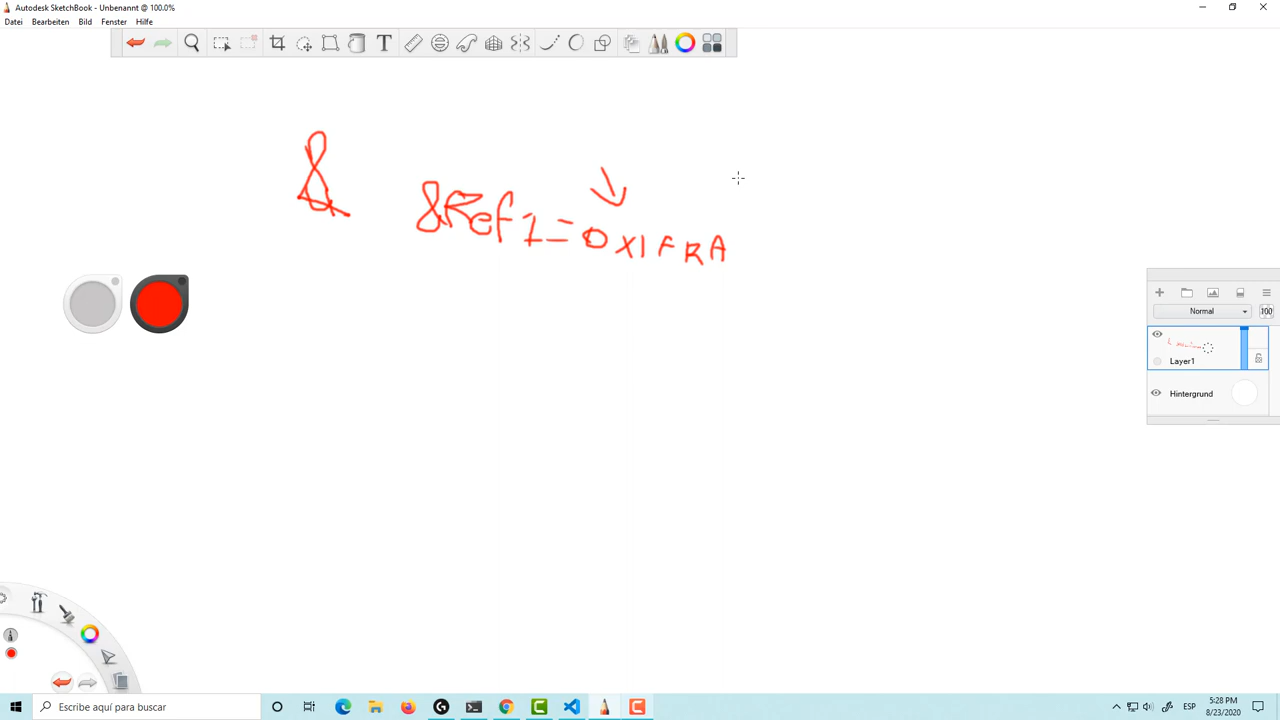 Autodesk SketchBook - Unbenannt @ 100.0%
Datei Bearbeiten Bild Fenster Hilfe
&
&Ref1=0X1FRA
Normal 100
Layer1
Hintergrund
Escribe aquí para buscar
ESP
5:28 PM
8/23/2020